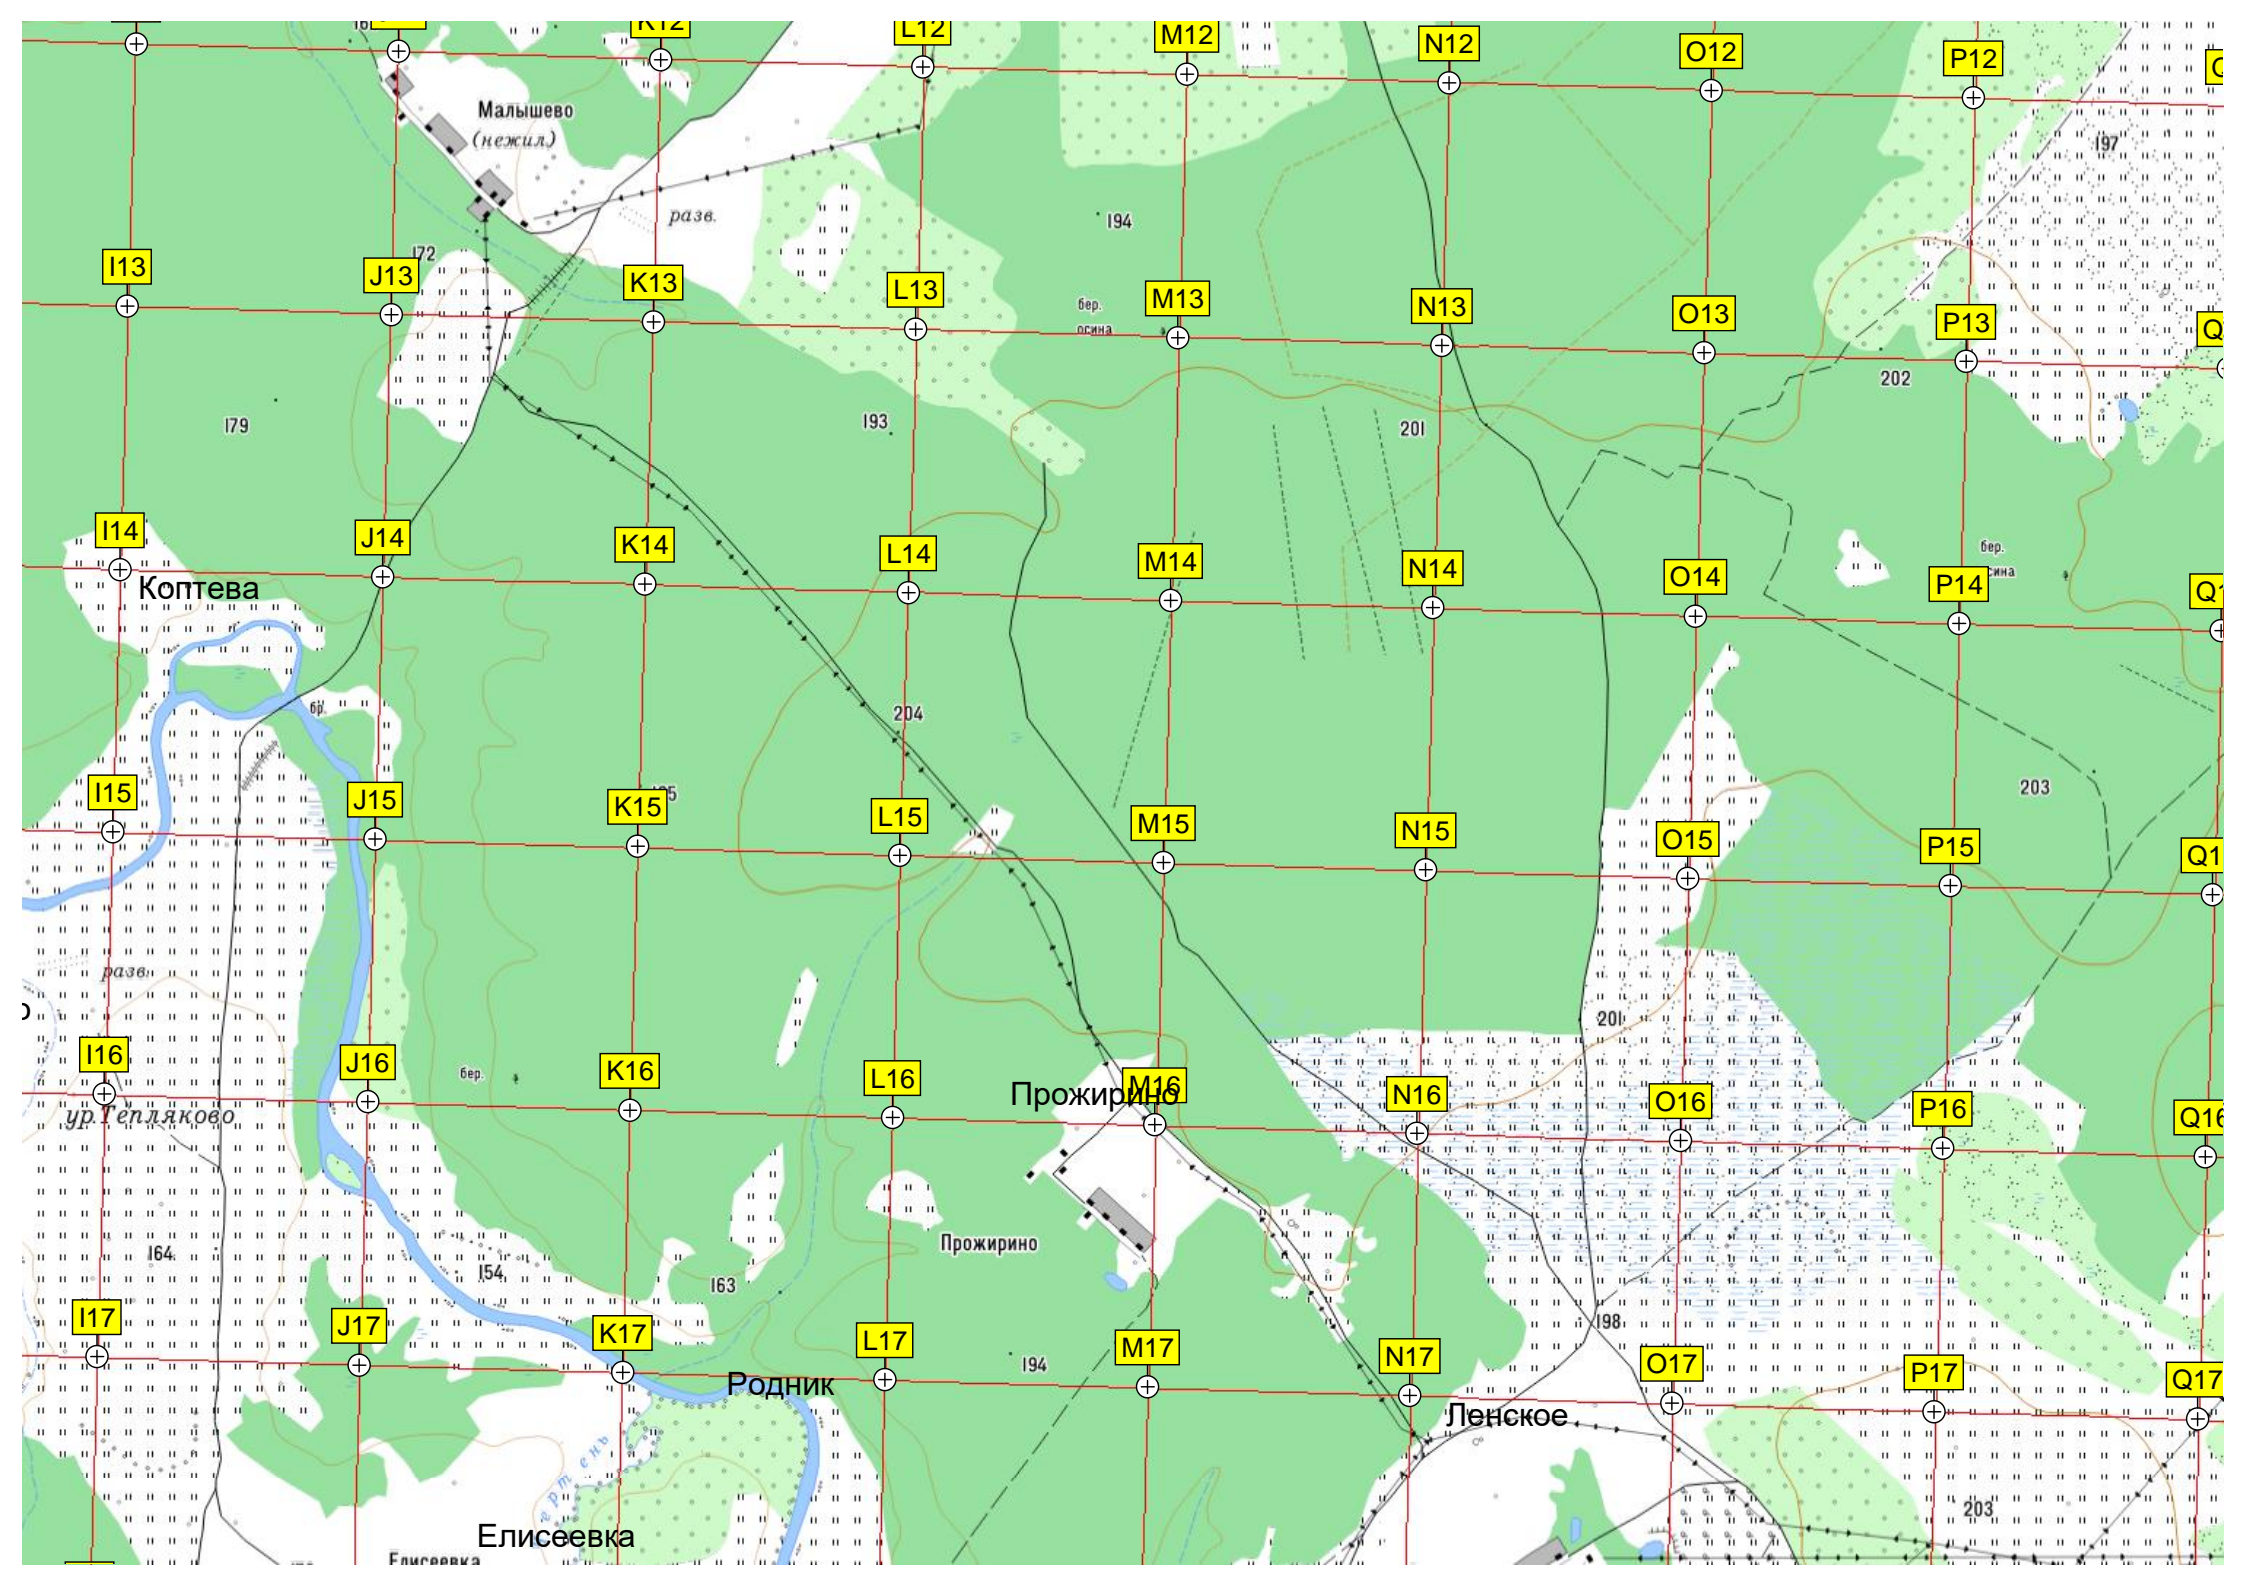 K12
L12
M12
N12
O12
P12
Малышево
(нежил)
197
разв.
194
172
I13
J13
K13
L13
M13
N13
O13
P13
бер.
осина
202
179
193
201
I14
J14
K14
L14
M14
N14
O14
P14
бер.
Коптева
бр.
204
203
I15
J15
K15
L15
M15
N15
O15
P15
разв.
201
I16
J16
бер.
K16
L16
M16
N16
O16
P16
Q16
Прожирино
ур. Тепляково
164
154
163
Прожирино
I17
J17
K17
L17
M17
N17
O17
P17
Q17
198
194
Родник
Ленское
203
Елисеевка
Елисеевка